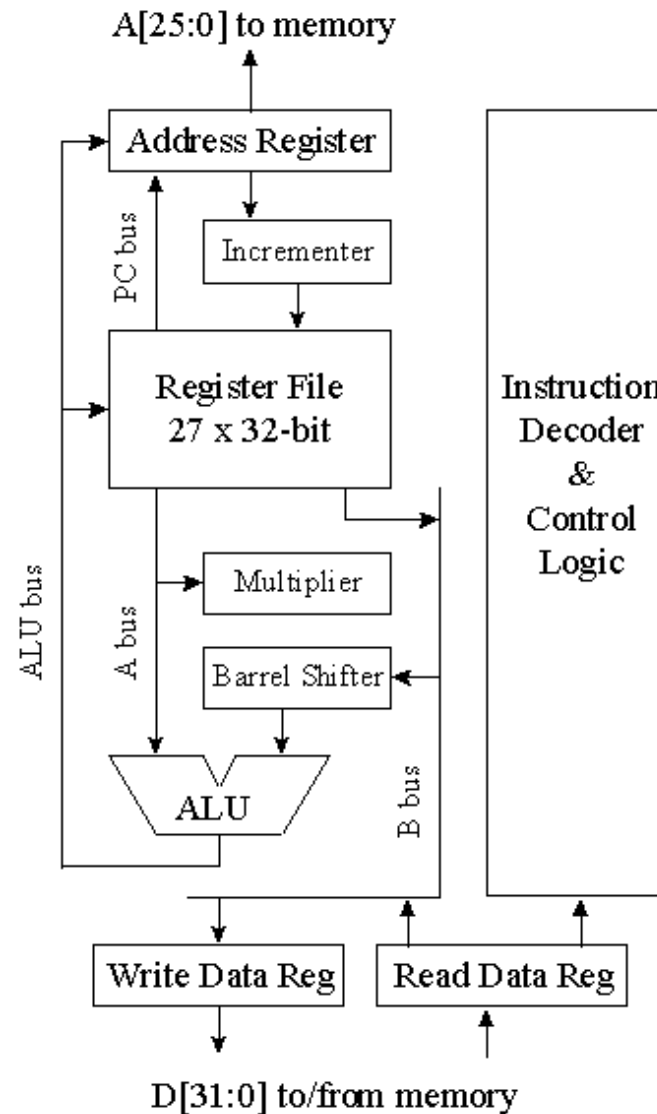 A[25:0] to memory
Address Register
PC bus
Incrementer
Register File
27 x 32-bit
Instruction
Decoder
&
Control
Logic
ALU bus
A bus
Multiplier
Barrel Shifter
B bus
ALU
Write Data Reg
Read Data Reg
D[31:0] to/from memory